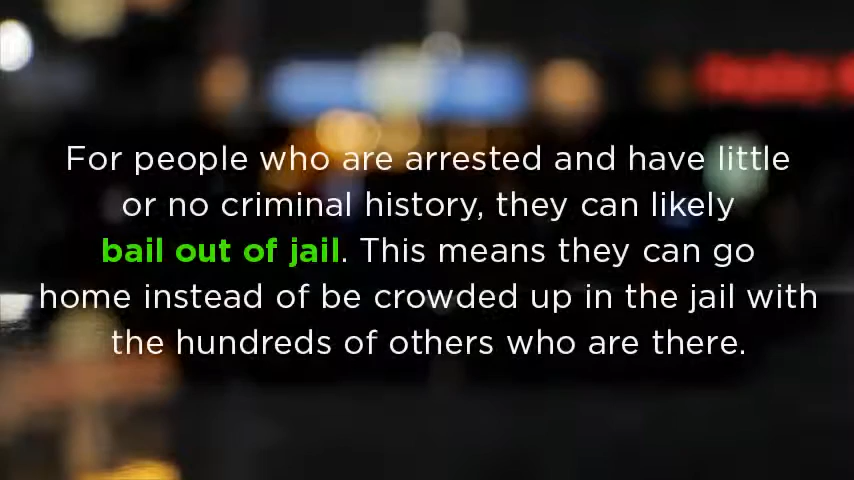 For people who are arrested and have little
or no criminal history, they can likely
bail out of jail. This means they can go
home instead of be crowded up in the jail with
the hundreds of others who are there.